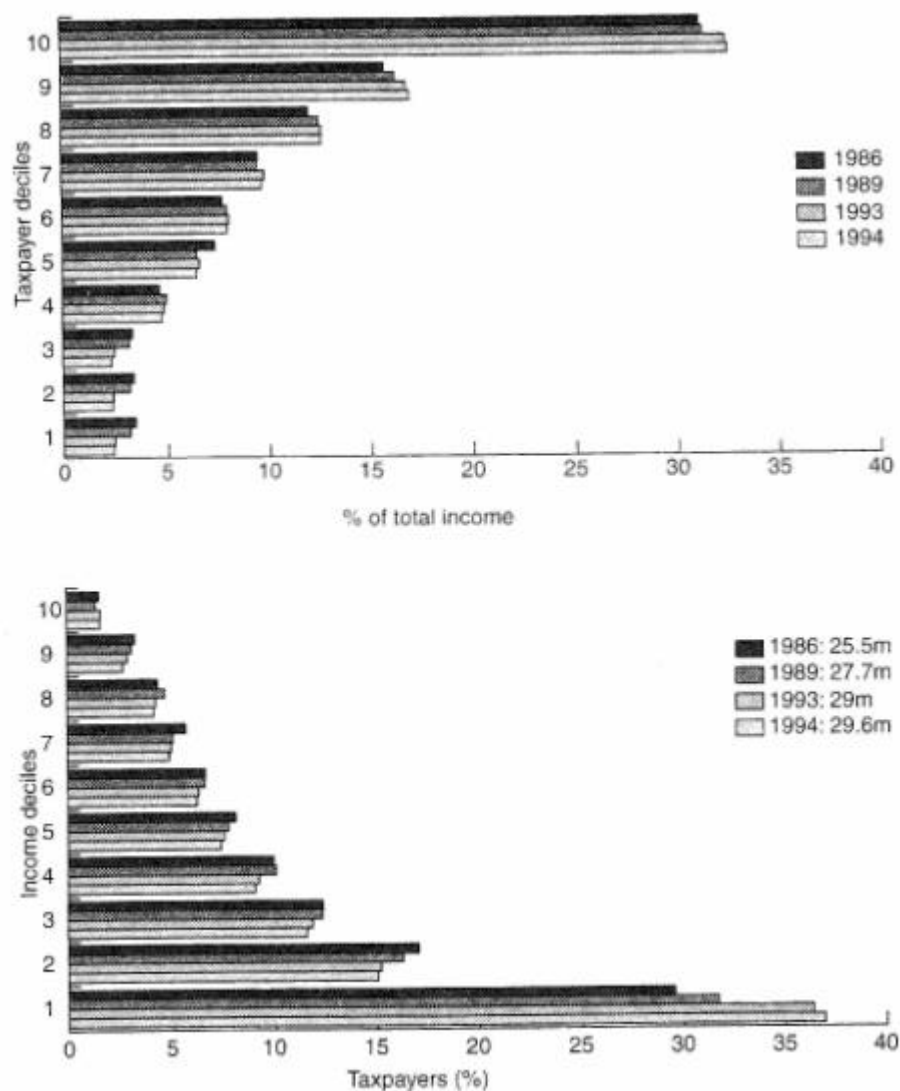 Taxpayer deciles
10
9
8
7
6
5
4
3
2
1
0 5 10 15 20 25 30 35 40
% of total income
1986
1989
1993
1994
Income deciles
10
9
8
7
6
5
4
3
2
1
0 5 10 15 20 25 30 35 40
Taxpayers (%)
1986: 25.5m
1989: 27.7m
1993: 29m
1994: 29.6m